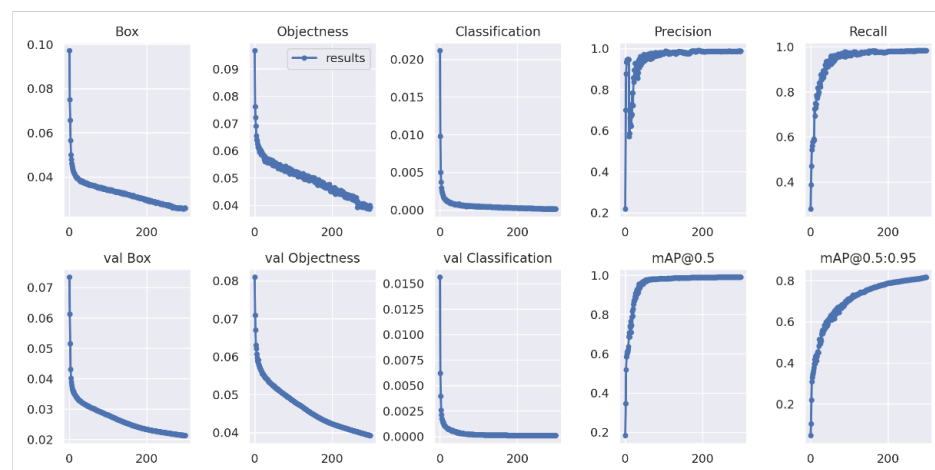 Box Objectness Classification Precision Recall
0.10 0.09 0.020 1.0 1.0
results
0.08 0.08 0.015 0.8 0.8
0.07
0.06 0.06 0.010 0.6 0.6
0.05 0.005 0.4 0.4
0.04 0.04 0.000 0.2
0 200 0 200 0 200 0 200 0 200
val Box val Objectness val Classification mAP@0.5 mAP@0.5:0.95
0.07 0.08 0.0150 1.0 0.8
0.06 0.07 0.0125 0.8
0.05 0.0100 0.6
0.04 0.06 0.0075 0.6 0.4
0.03 0.05 0.0050 0.4 0.2
0.0025
0.02 0.04 0.0000 0.2
0 200 0 200 0 200 0 200 0 200